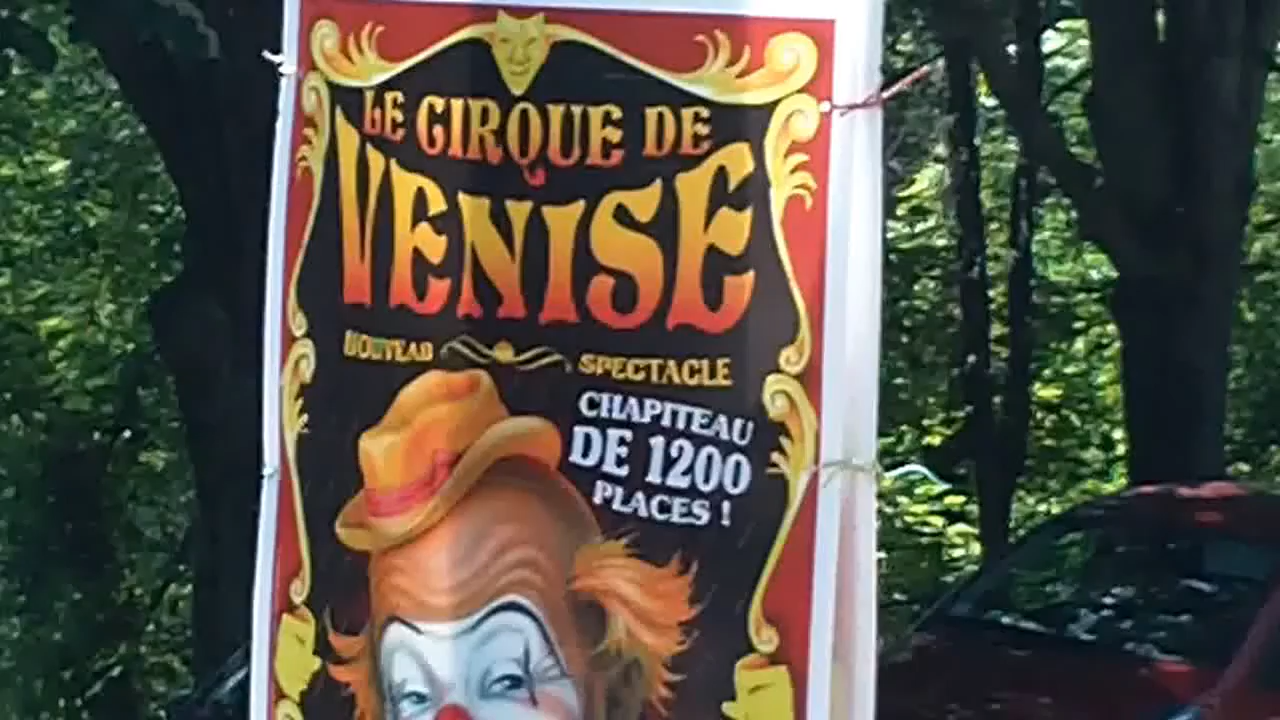 LE CIRQUE DE
VENISE
NOUVEAU SPECTACLE
CHAPITEAU
DE 1200
PLACES !